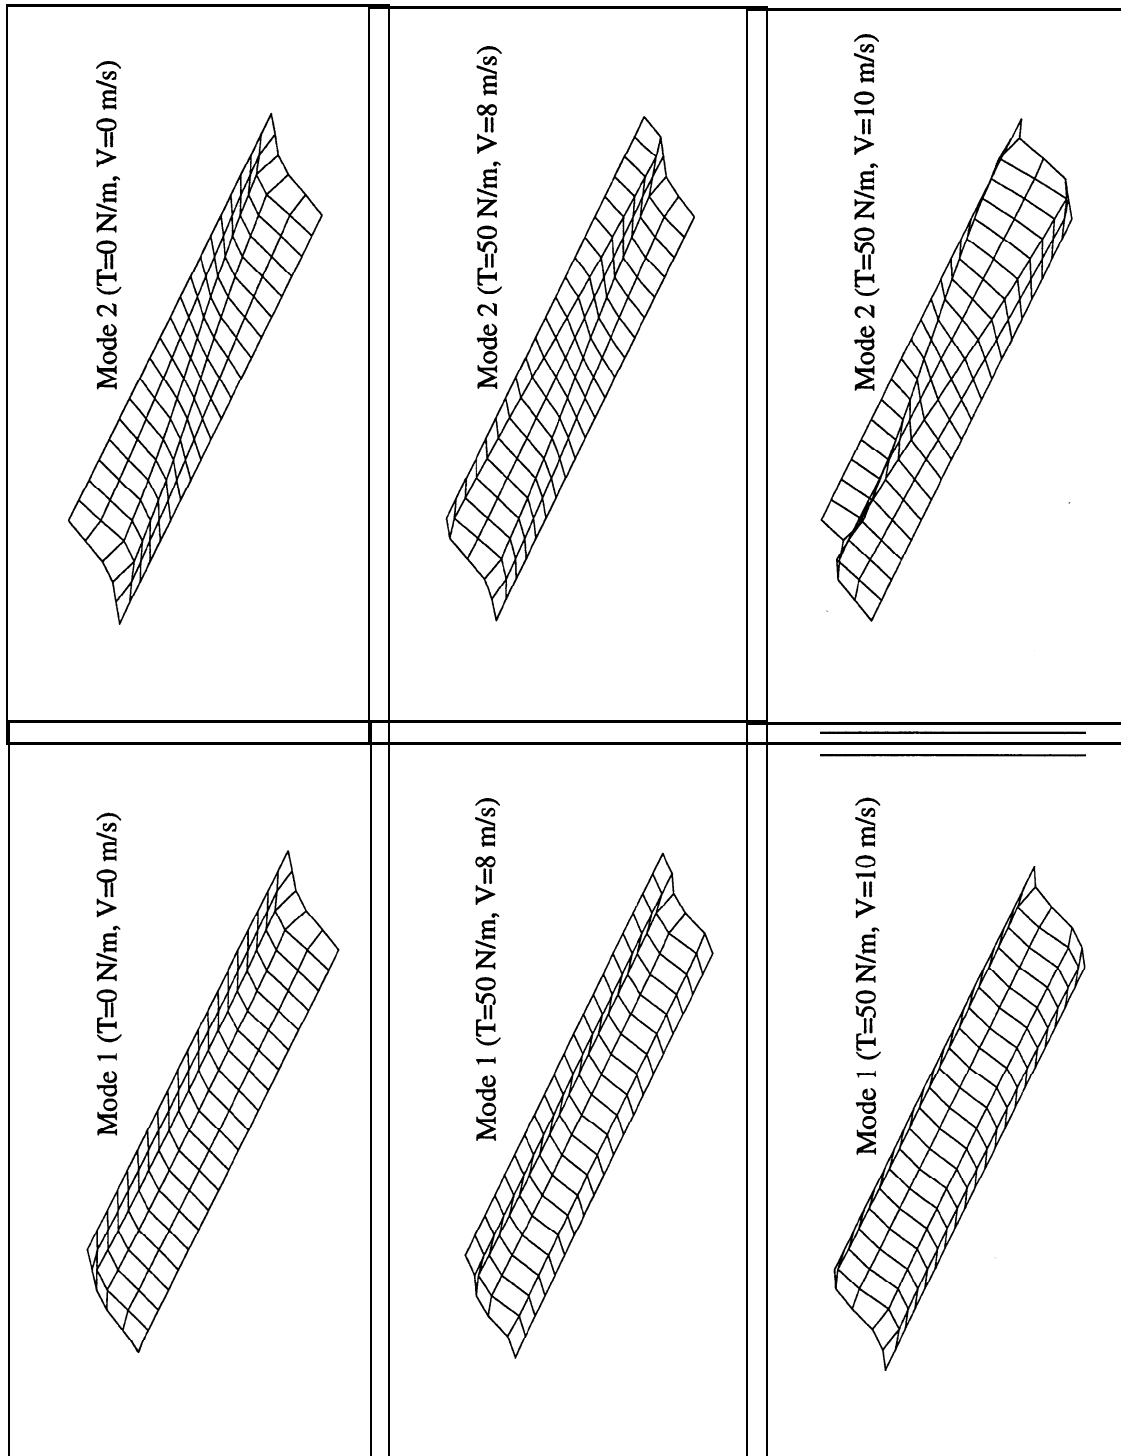 Mode 1 (T=0 N/m, V=0 m/s)
Mode 2 (T=0 N/m, V=0 m/s)
Mode 1 (T=50 N/m, V=8 m/s)
Mode 2 (T=50 N/m, V=8 m/s)
Mode 1 (T=50 N/m, V=10 m/s)
Mode 2 (T=50 N/m, V=10 m/s)